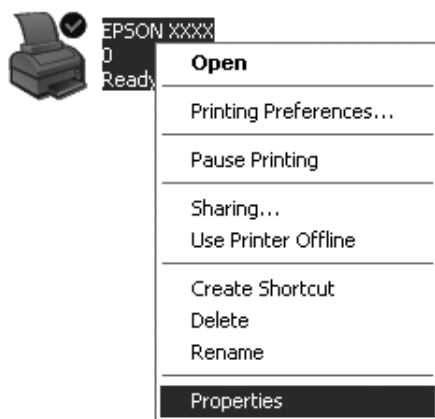 EPSON XXXX
0
Ready
Open
Printing Preferences...
Pause Printing
Sharing...
Use Printer Offline
Create Shortcut
Delete
Rename
Properties